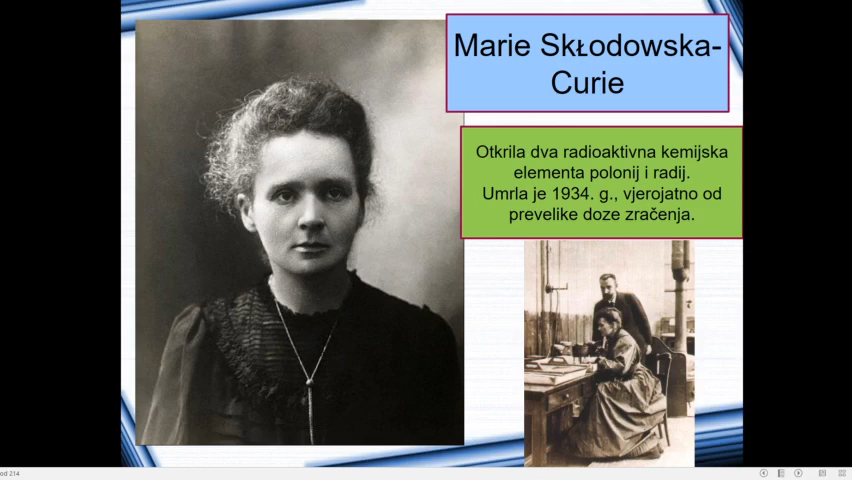 Marie Skłodowska-
Curie
Otkrila dva radioaktivna kemijska
elementa polonij i radij.
Umrla je 1934. g., vjerojatno od
prevelike doze zračenja.
od 214